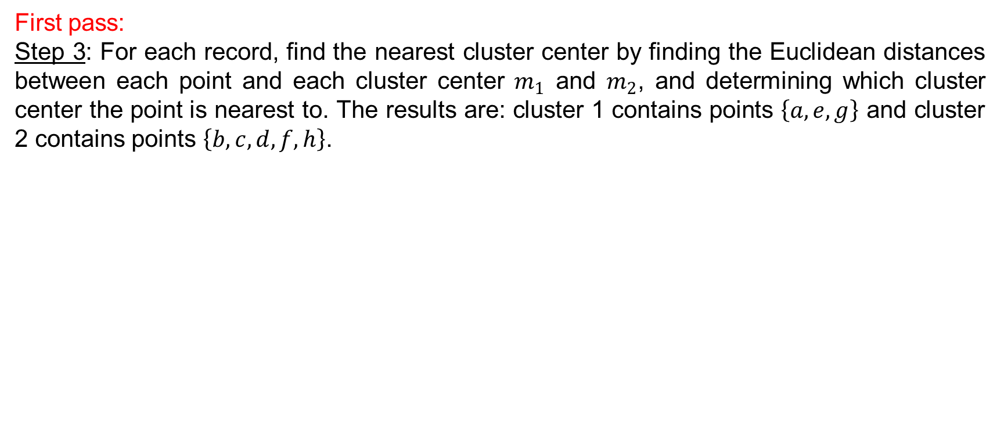 First pass:
Step 3: For each record, find the nearest cluster center by finding the Euclidean distances
between each point and each cluster center m₁ and m₂, and determining which cluster
center the point is nearest to. The results are: cluster 1 contains points {a, e, g} and cluster
2 contains points {b, c, d, f, h}.